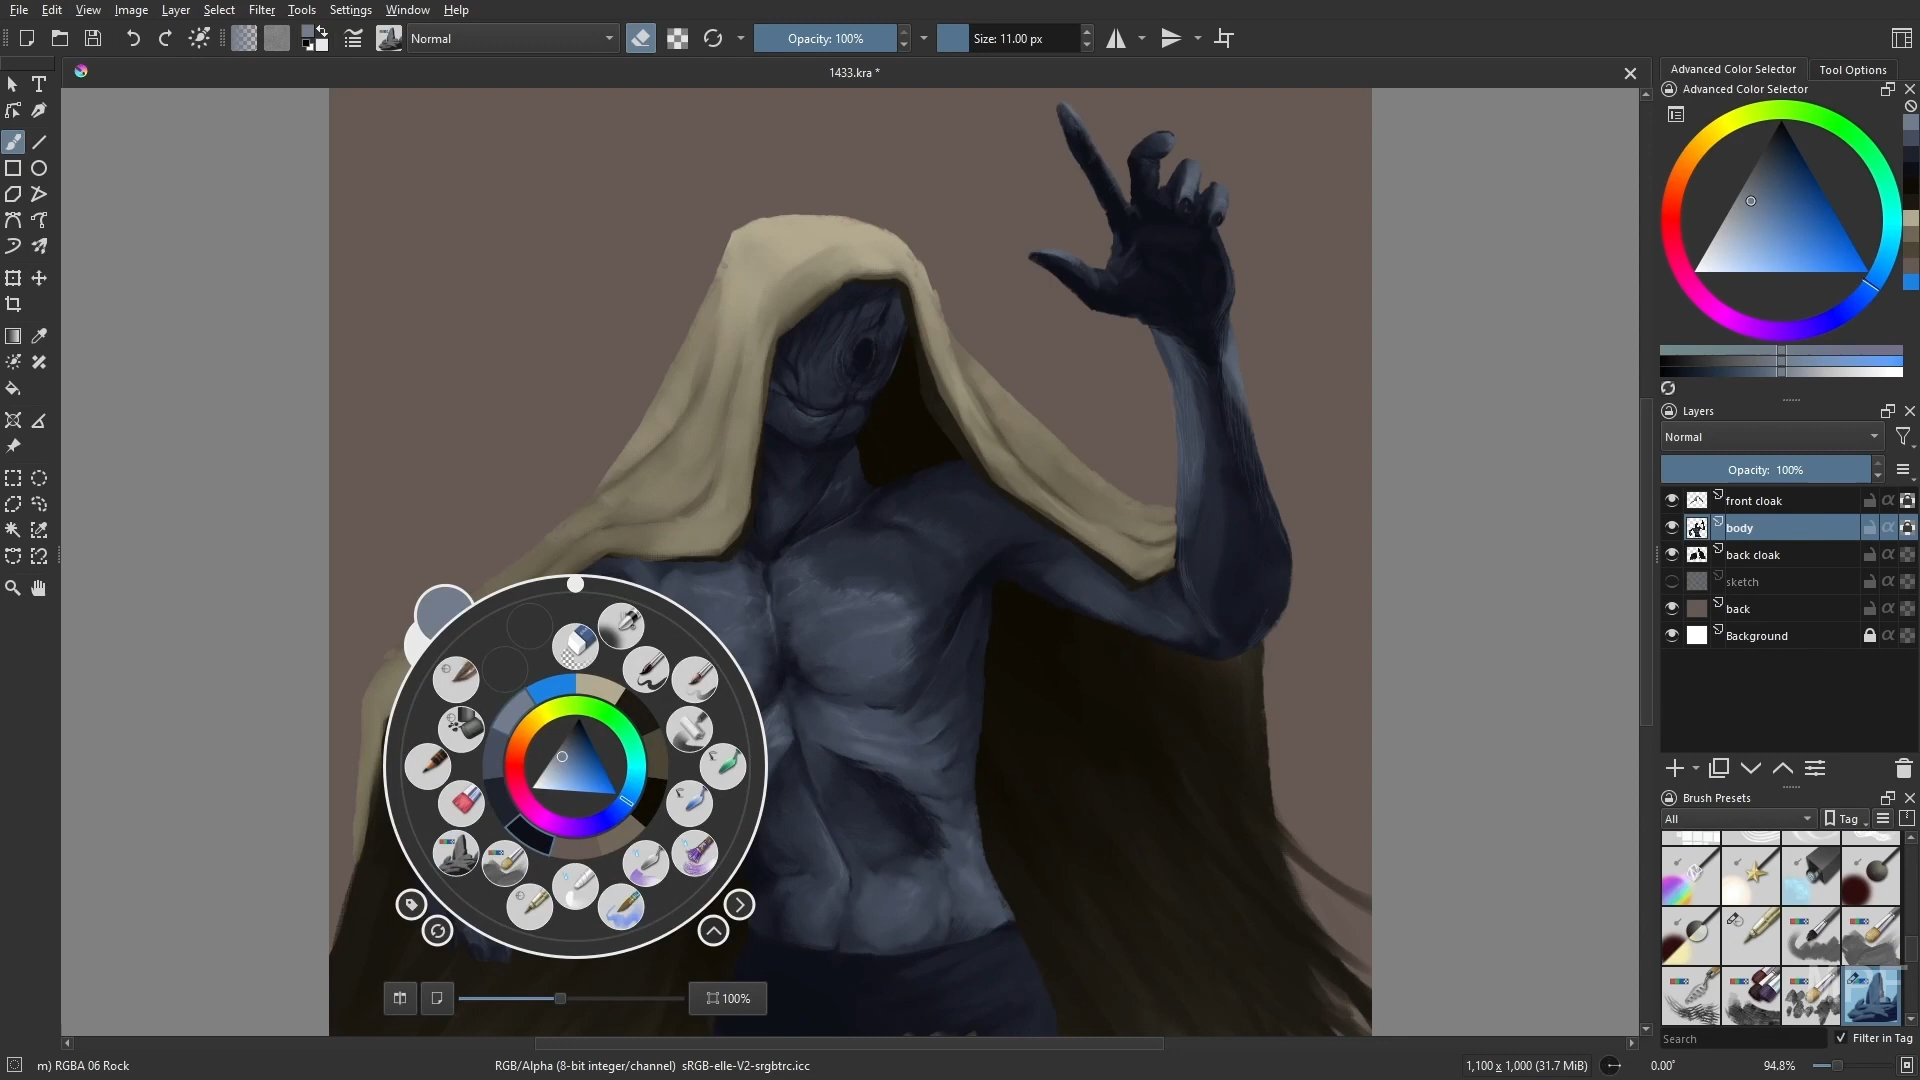 File Edit View Image Layer Select Filter Tools Settings Window Help
Normal
Opacity: 100%
Size: 11.00 px
1433.kra *
Advanced Color Selector
Tool Options
Advanced Color Selector
Layers
Normal
Opacity: 100%
front cloak
body
back cloak
sketch
back
Background
Brush Presets
All
Tag
100%
Search
Filter in Tag
m) RGBA 06 Rock
RGB/Alpha (8-bit integer/channel) sRGB-elle-V2-srgbtrc.icc
1,100 x 1,000 (31.7 MiB)
0.00°
94.8%